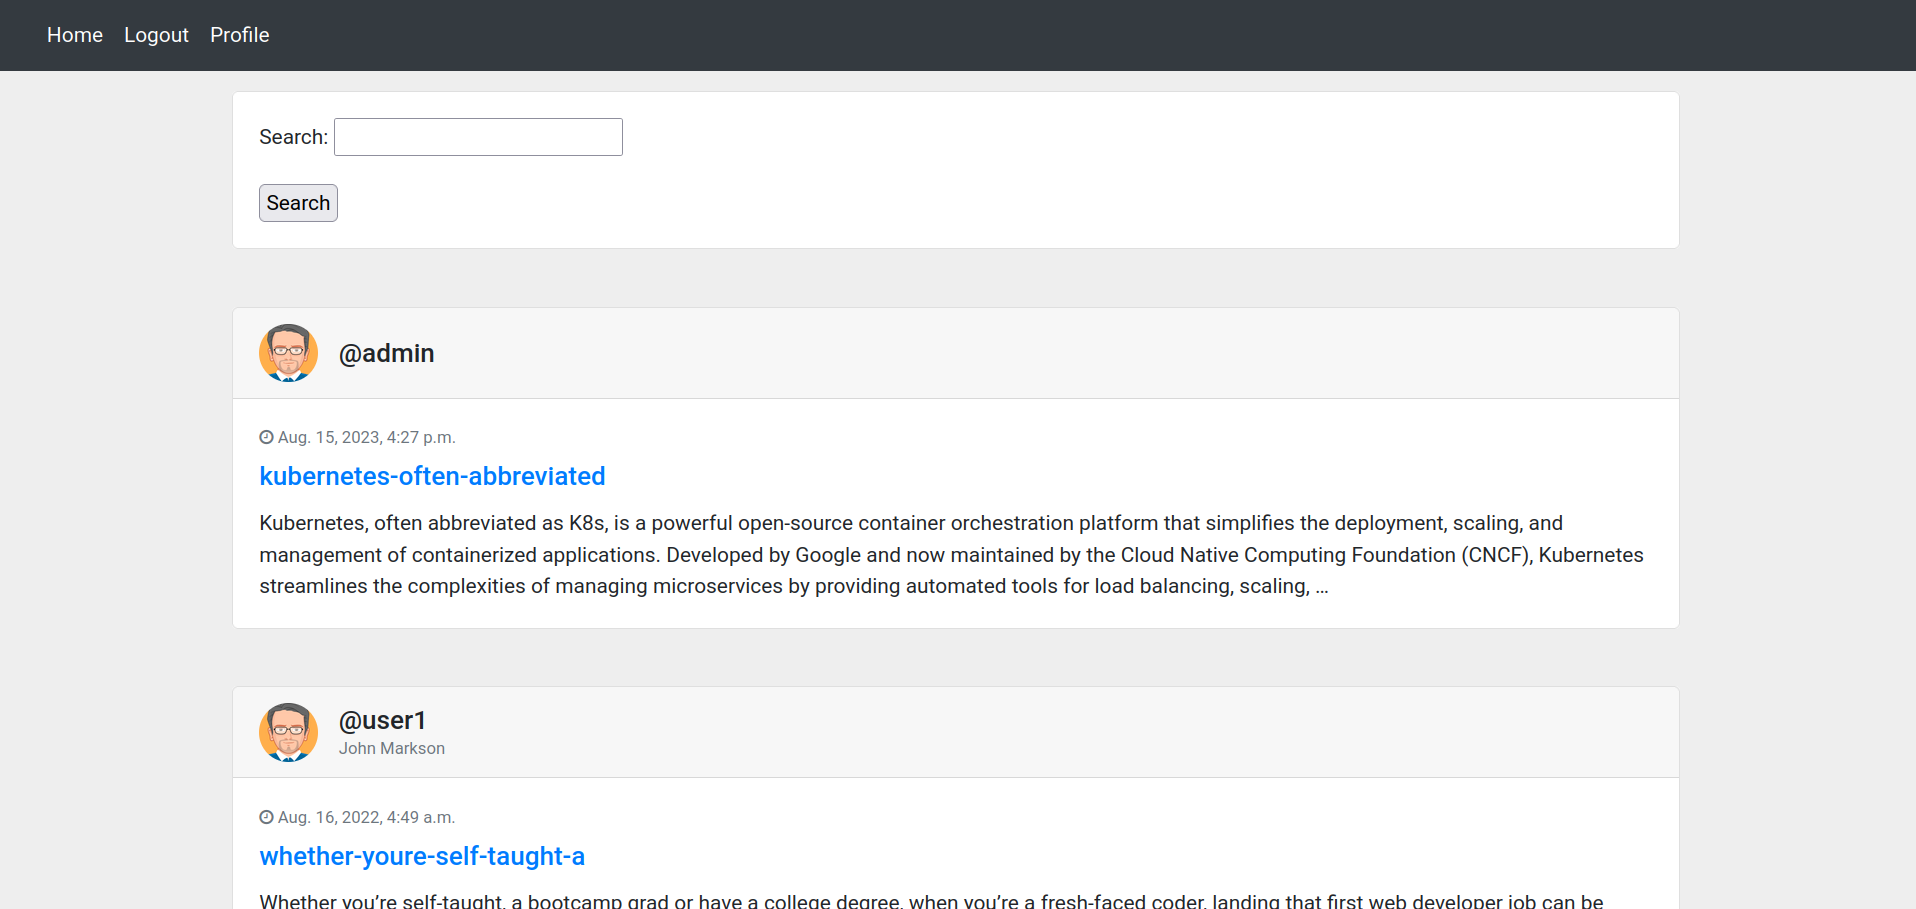 Home Logout Profile
Search:
Search
@admin
Aug. 15, 2023, 4:27 p.m.
kubernetes-often-abbreviated
Kubernetes, often abbreviated as K8s, is a powerful open-source container orchestration platform that simplifies the deployment, scaling, and
management of containerized applications. Developed by Google and now maintained by the Cloud Native Computing Foundation (CNCF), Kubernetes
streamlines the complexities of managing microservices by providing automated tools for load balancing, scaling, …
@user1
John Markson
Aug. 16, 2022, 4:49 a.m.
whether-youre-self-taught-a
Whether you’re self-taught, a bootcamp grad or have a college degree, when you’re a fresh-faced coder, landing that first web developer job can be